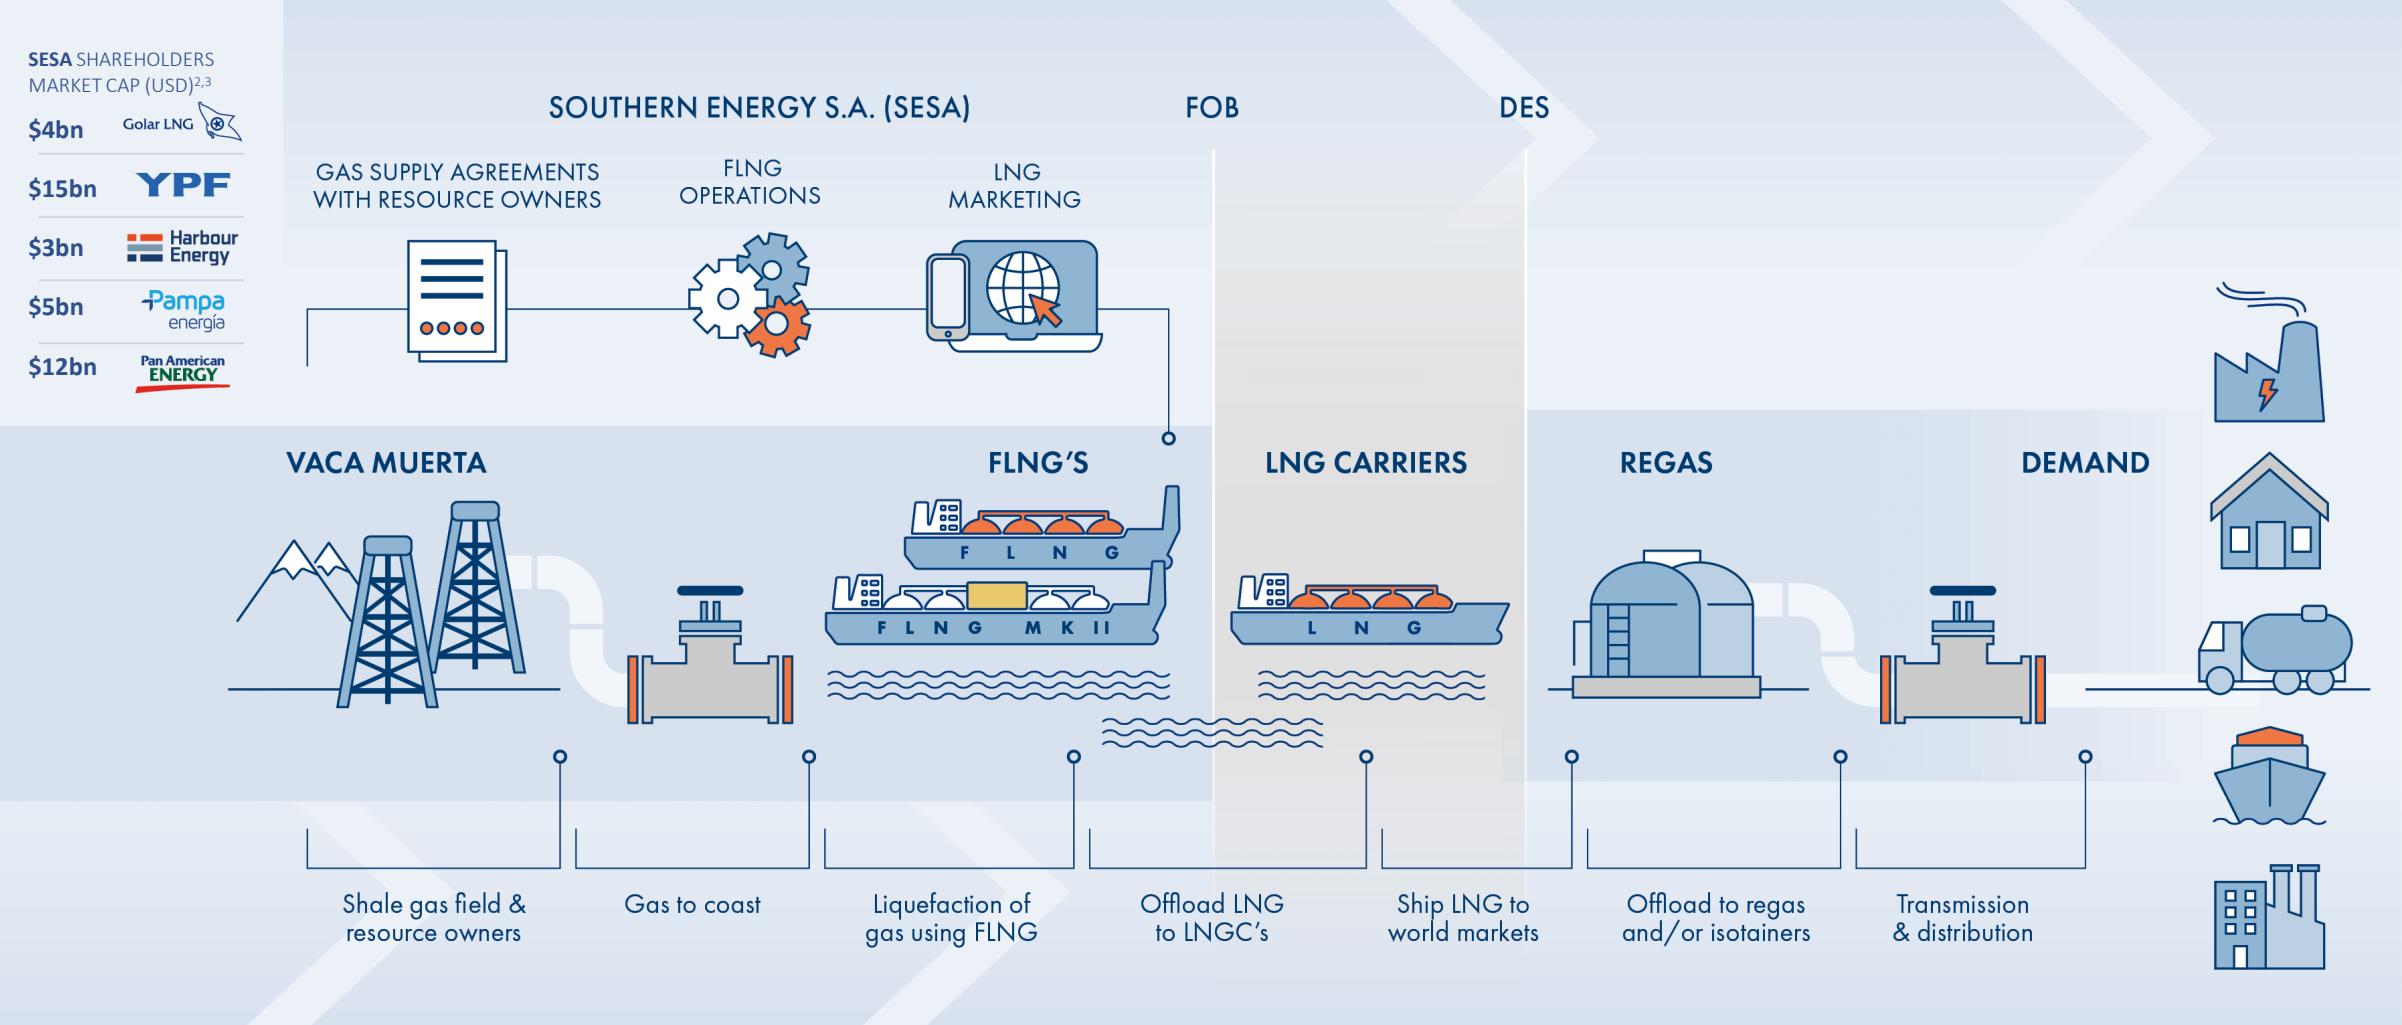 SESA SHAREHOLDERS
MARKET CAP (USD)2,3
$4bn Golar LNG
$15bn YPF
$3bn Harbour
Energy
$5bn Pampa
energía
$12bn Pan American
ENERGY
SOUTHERN ENERGY S.A. (SESA)
FOB
DES
GAS SUPPLY AGREEMENTS
WITH RESOURCE OWNERS
FLNG
OPERATIONS
LNG
MARKETING
VACA MUERTA
FLNG’S
LNG CARRIERS
REGAS
DEMAND
F L N G
F L N G M K II
L N G
Shale gas field &
resource owners
Gas to coast
Liquefaction of
gas using FLNG
Offload LNG
to LNGC’s
Ship LNG to
world markets
Offload to regas
and/or isotainers
Transmission
& distribution